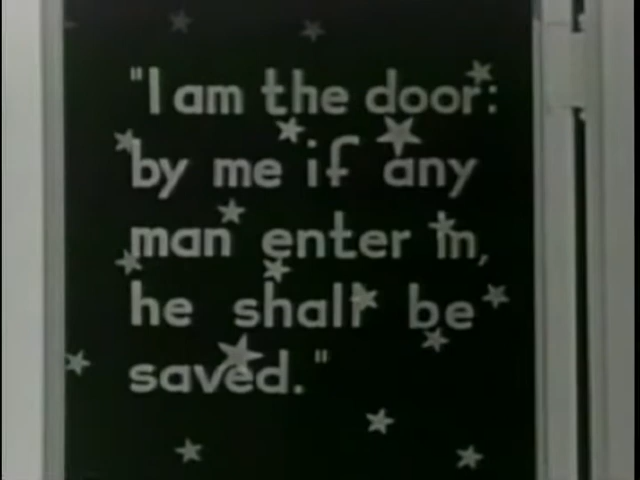 "I am the door:
by me if any
man enter in,
he shall be
saved."